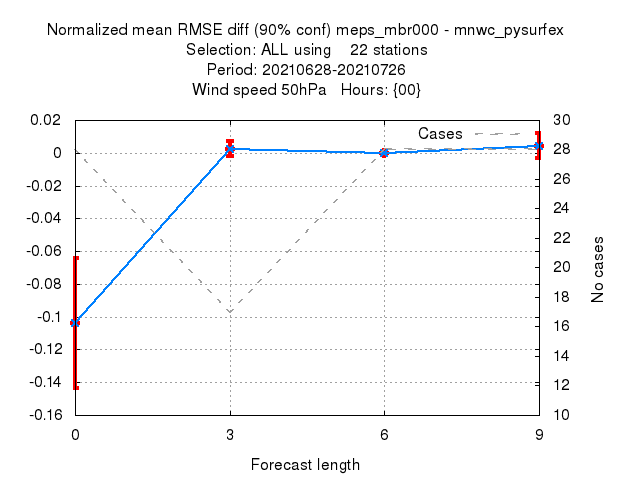 Normalized mean RMSE diff (90% conf) meps_mbr000 - mnwc_pysurfex
Selection: ALL using    22 stations
Period: 20210628-20210726
Wind speed 50hPa   Hours: {00}
0.02
0
-0.02
-0.04
-0.06
-0.08
-0.1
-0.12
-0.14
-0.16
Cases
30
28
26
24
22
20
18
16
14
12
10
No cases
0 3 6 9
Forecast length